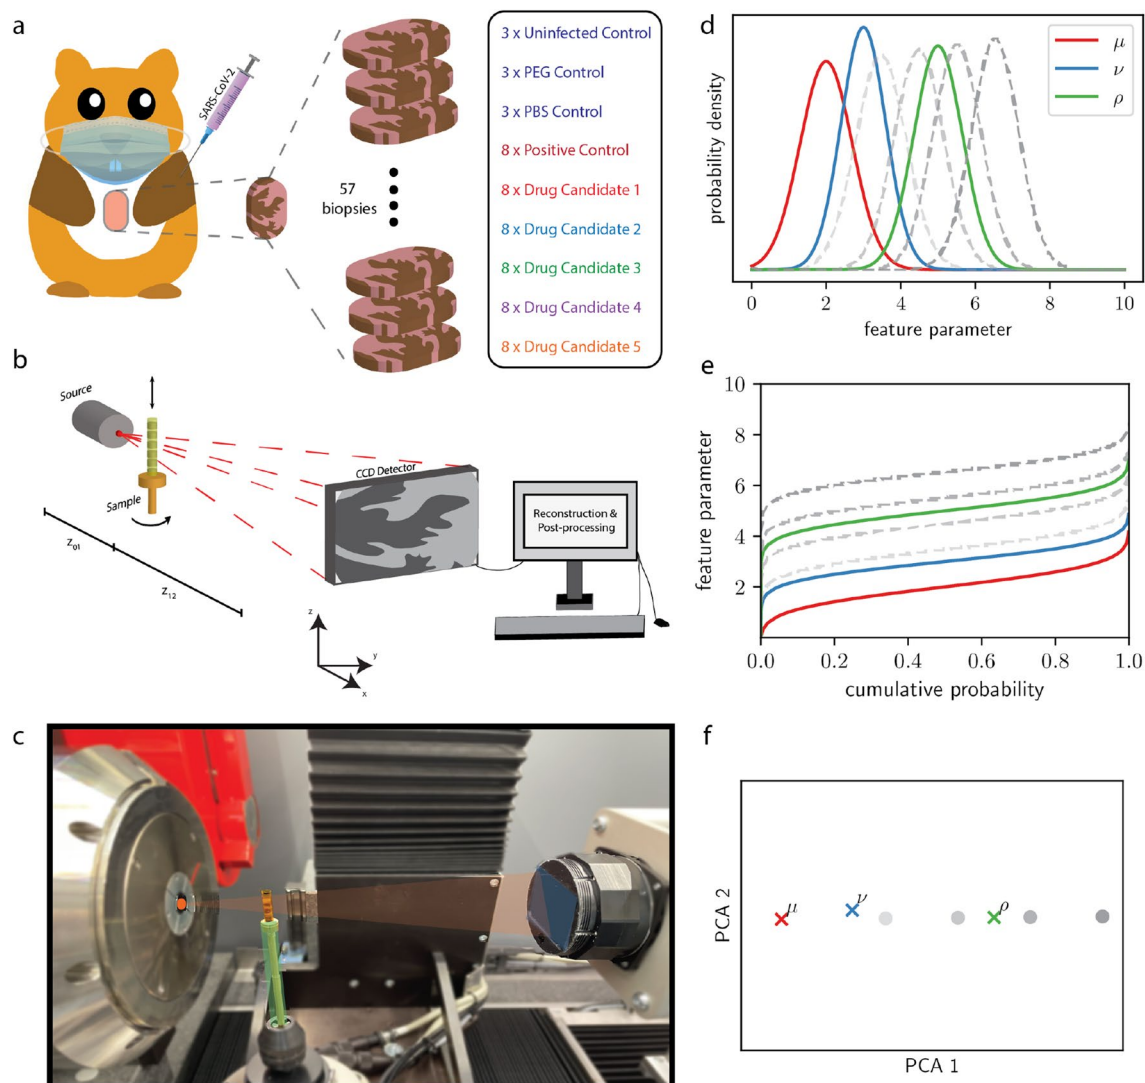 a
SARS-CoV-2
57
biopsies
3 x Uninfected Control
3 x PEG Control
3 x PBS Control
8 x Positive Control
8 x Drug Candidate 1
8 x Drug Candidate 2
8 x Drug Candidate 3
8 x Drug Candidate 4
8 x Drug Candidate 5
b
Source
Sample
CCD Detector
Reconstruction &
Post-processing
Z01
Z12
z
y
x
c
d
probability density
μ
ν
ρ
0 2 4 6 8 10
feature parameter
e
feature parameter
10
8
6
4
2
0.0 0.2 0.4 0.6 0.8 1.0
cumulative probability
f
PCA 2
μ
ν
ρ
PCA 1